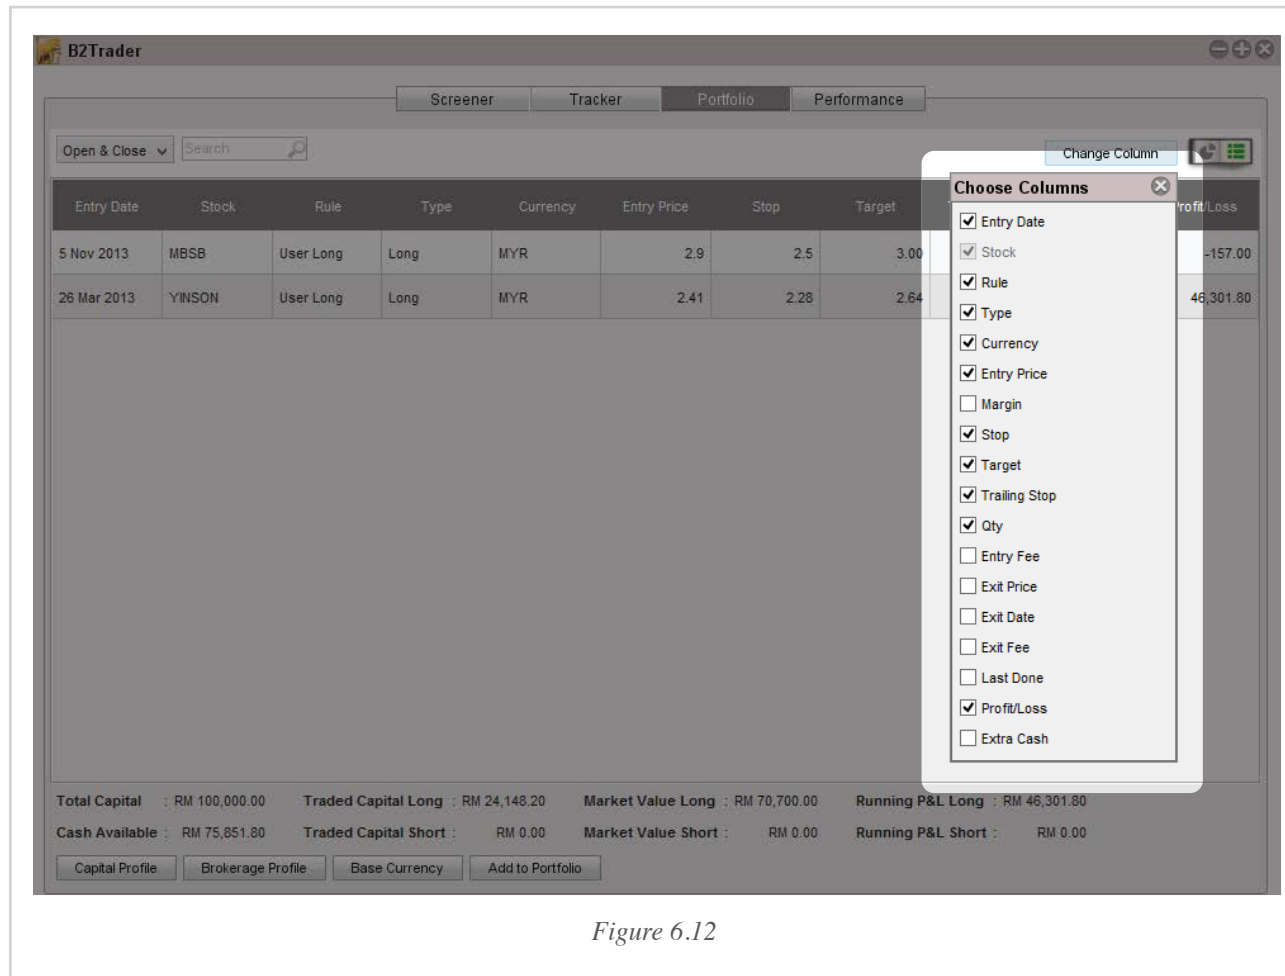 B2Trader
Screener Tracker Portfolio Performance
Open & Close Search Change Column
Entry Date Stock Rule Type Currency Entry Price Stop Target Profit/Loss
5 Nov 2013 MBSB User Long Long MYR 2.9 2.5 3.00 -157.00
26 Mar 2013 YINSON User Long Long MYR 2.41 2.28 2.64 46,301.80
Choose Columns
Entry Date
Stock
Rule
Type
Currency
Entry Price
Margin
Stop
Target
Trailing Stop
Qty
Entry Fee
Exit Price
Exit Date
Exit Fee
Last Done
Profit/Loss
Extra Cash
Total Capital : RM 100,000.00 Traded Capital Long : RM 24,148.20 Market Value Long : RM 70,700.00 Running P&L Long : RM 46,301.80
Cash Available : RM 75,851.80 Traded Capital Short : RM 0.00 Market Value Short : RM 0.00 Running P&L Short : RM 0.00
Capital Profile Brokerage Profile Base Currency Add to Portfolio
Figure 6.12